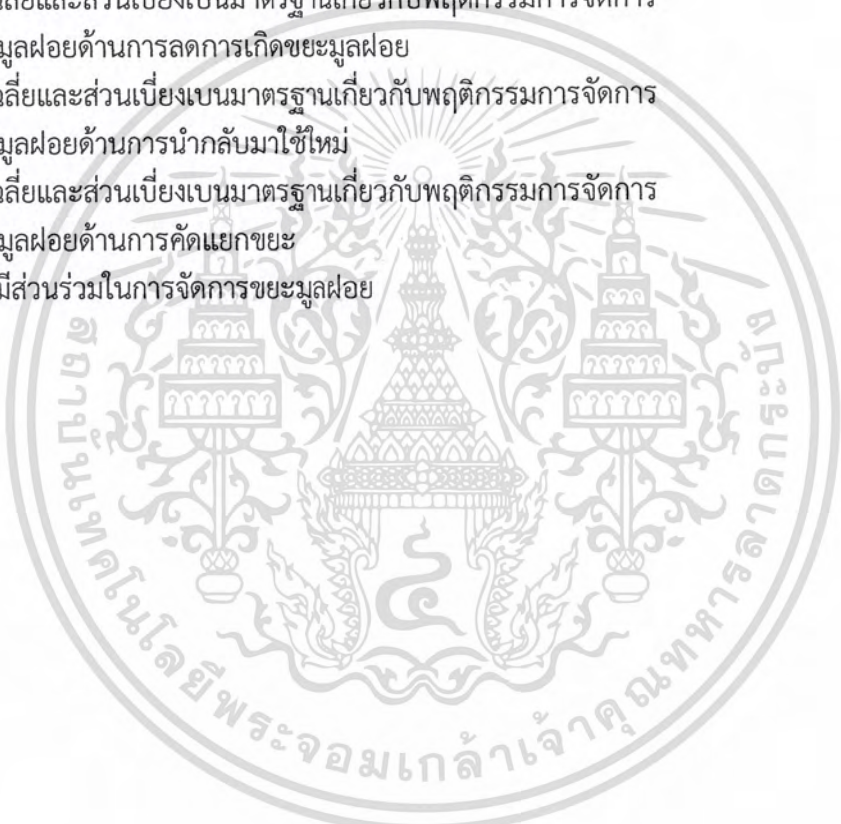 ฉลี่ยและส่วนเบี่ยงเบนมาตรฐานเกี่ยวกับพฤติกรรมการจัดการ
มูลฝอยด้านการลดการเกิดขยะมูลฝอย
ฉลี่ยและส่วนเบี่ยงเบนมาตรฐานเกี่ยวกับพฤติกรรมการจัดการ
มูลฝอยด้านการนำกลับมาใช้ใหม่
ฉลี่ยและส่วนเบี่ยงเบนมาตรฐานเกี่ยวกับพฤติกรรมการจัดการ
มูลฝอยด้านการคัดแยกขยะ
มีส่วนร่วมในการจัดการขยะมูลฝอย
สถาบันเทคโนโลยีพระจอมเกล้าเจ้าคุณทหารลาดกระบัง
๔